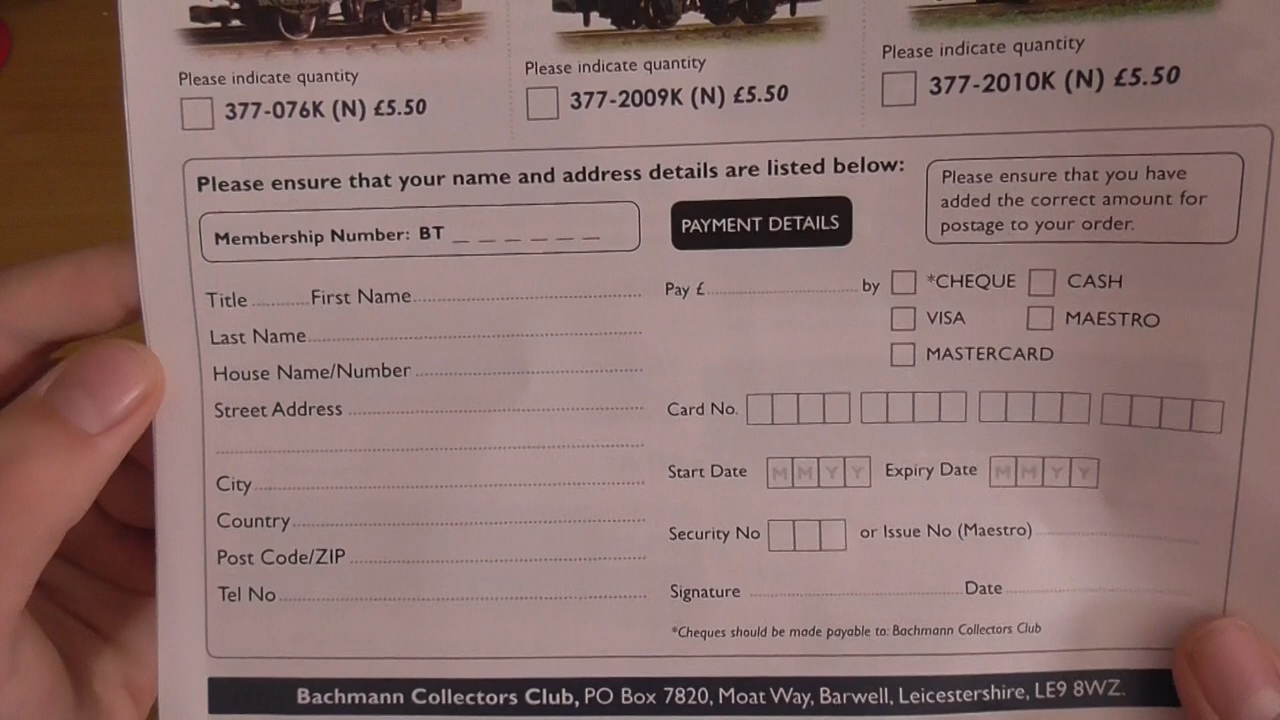 Please indicate quantity
377-076K (N) £5.50
Please indicate quantity
377-2009K (N) £5.50
Please indicate quantity
377-2010K (N) £5.50
Please ensure that your name and address details are listed below:
Please ensure that you have
added the correct amount for
postage to your order.
Membership Number: BT _ _ _ _ _ _
PAYMENT DETAILS
Title ........... First Name ...........
Last Name ...........
House Name/Number ...........
Street Address ...........
City ...........
Country ...........
Post Code/ZIP ...........
Tel No ...........
Pay £ ........... by
*CHEQUE
CASH
VISA
MAESTRO
MASTERCARD
Card No.
Start Date M M Y Y Expiry Date M M Y Y
Security No or Issue No (Maestro) ...........
Signature ........... Date ...........
*Cheques should be made payable to: Bachmann Collectors Club
Bachmann Collectors Club, PO Box 7820, Moat Way, Barwell, Leicestershire, LE9 8WZ.